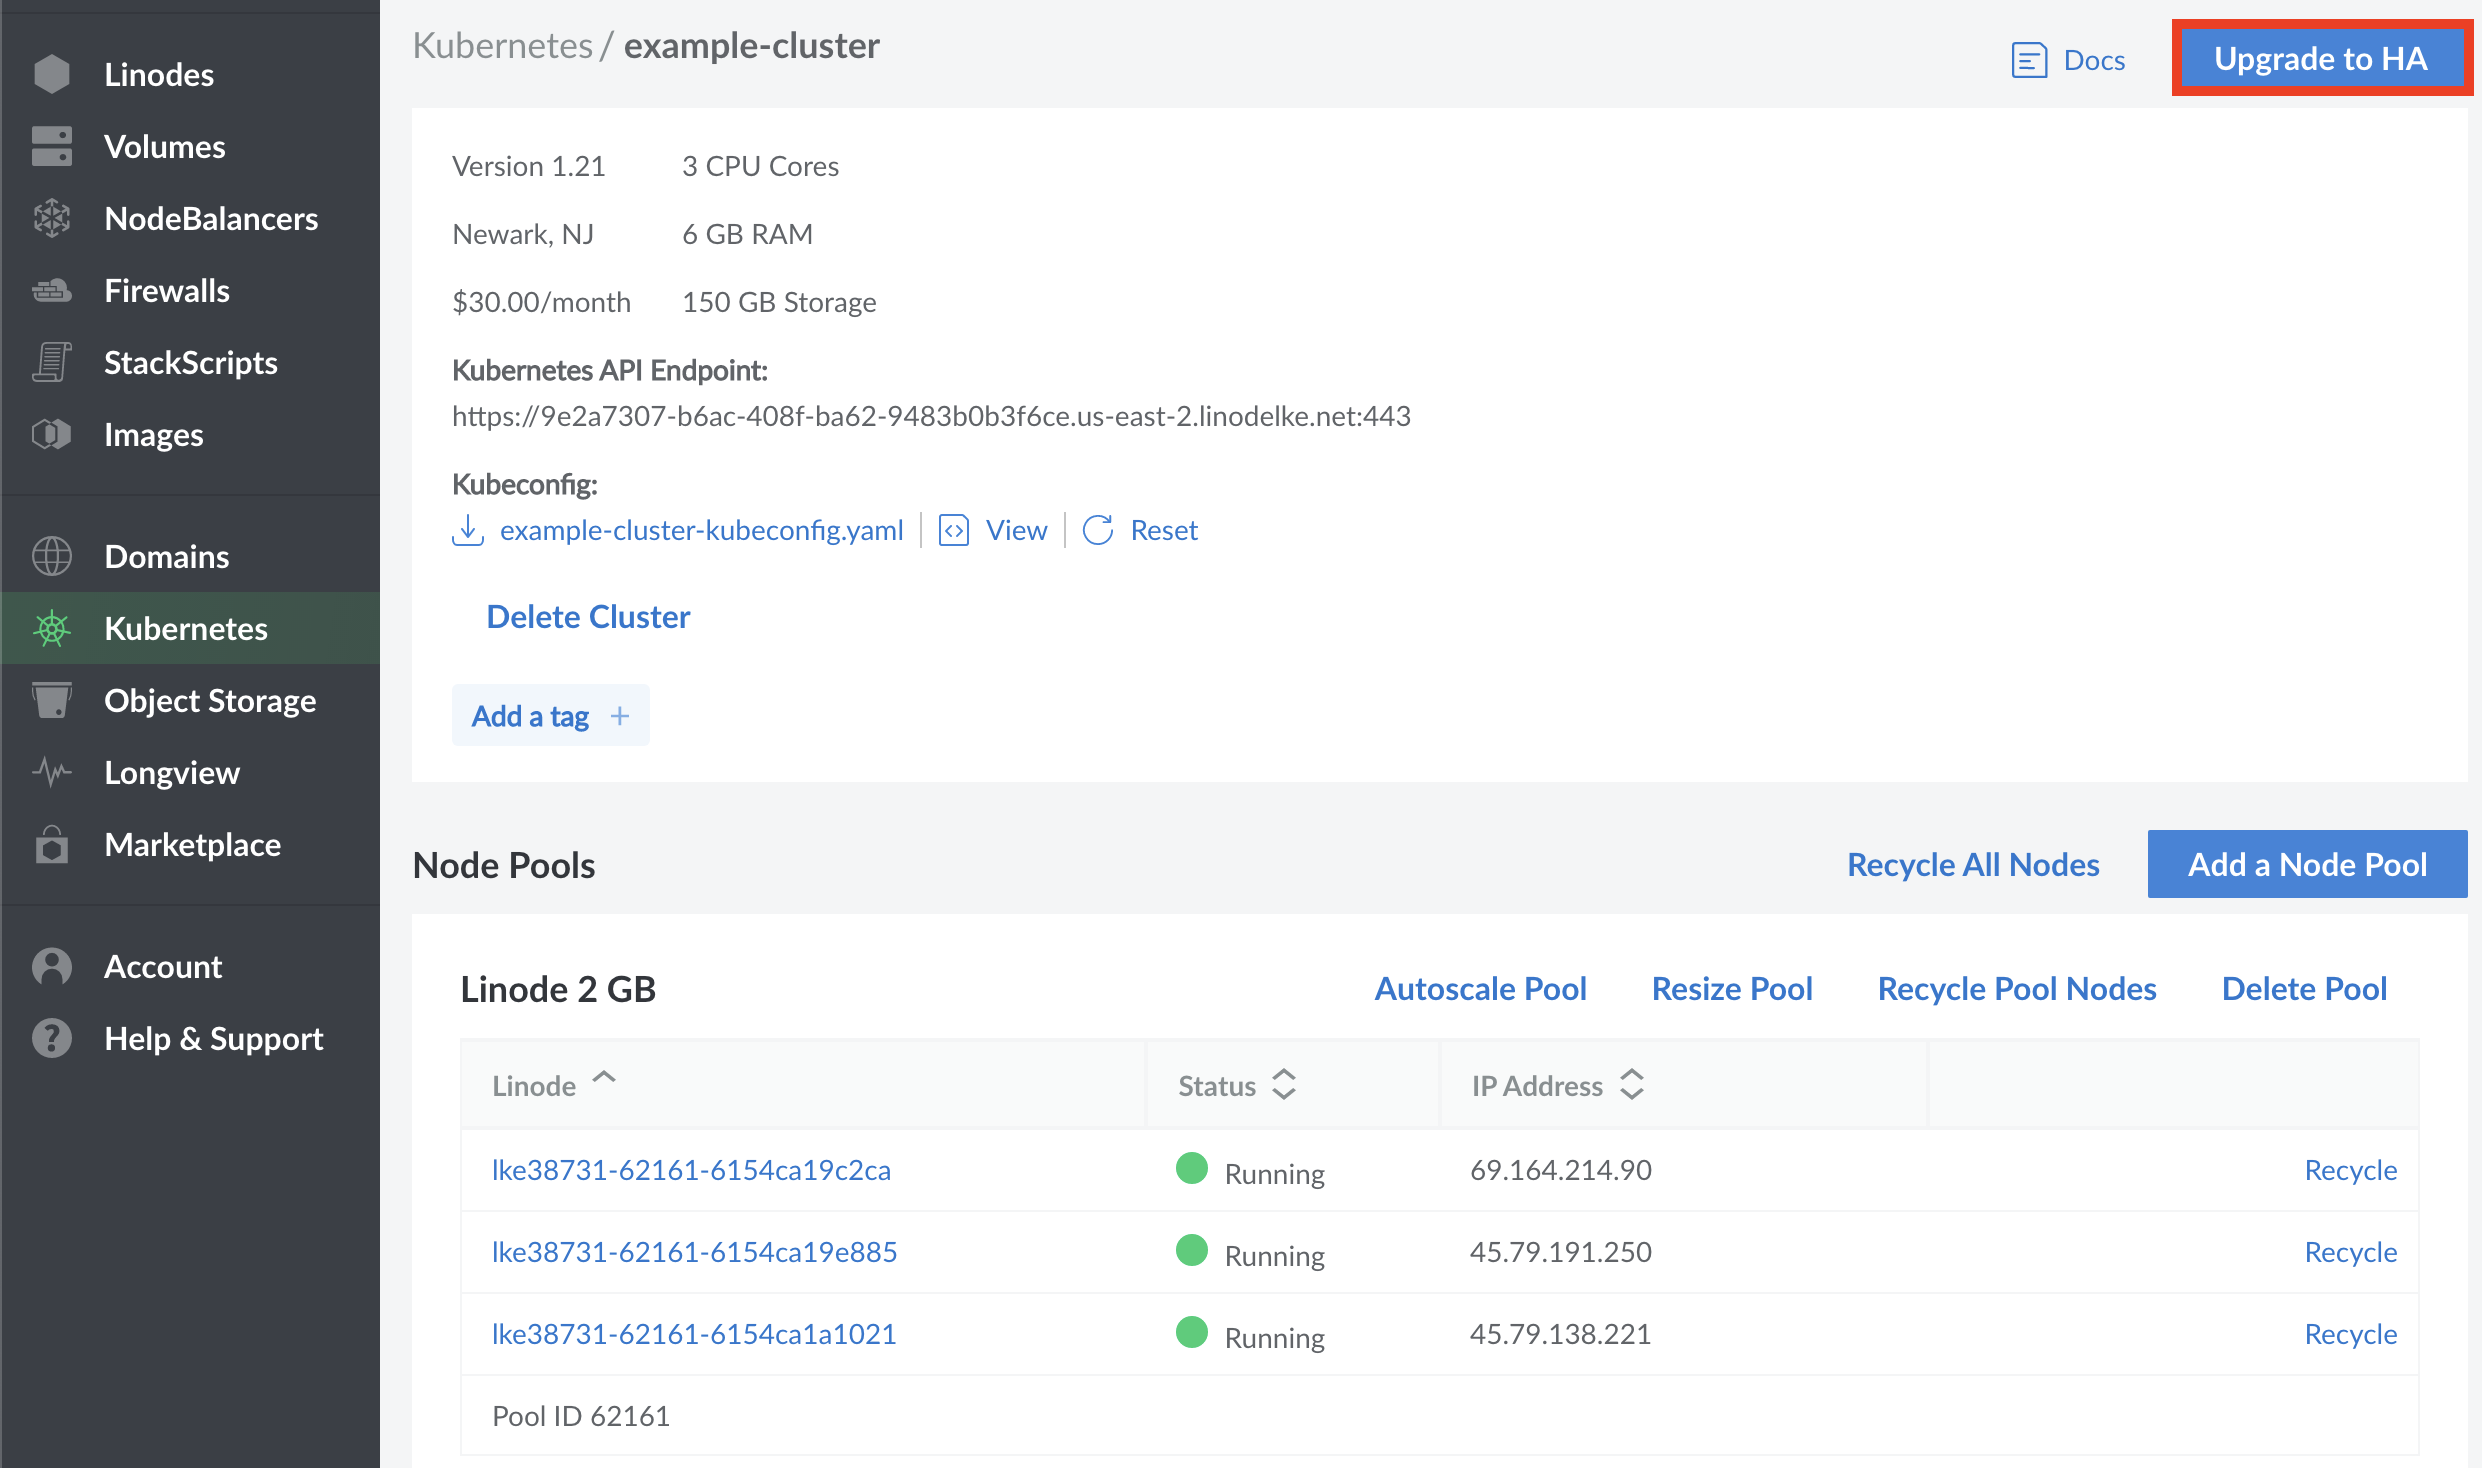 Linodes
Volumes
NodeBalancers
Firewalls
StackScripts
Images
Domains
Kubernetes
Object Storage
Longview
Marketplace
Account
Help & Support
Kubernetes / example-cluster
Docs
Upgrade to HA
Version 1.21 3 CPU Cores
Newark, NJ 6 GB RAM
$30.00/month 150 GB Storage
Kubernetes API Endpoint:
https://9e2a7307-b6ac-408f-ba62-9483b0b3f6ce.us-east-2.linodelke.net:443
Kubeconfig:
example-cluster-kubeconfig.yaml View Reset
Delete Cluster
Add a tag +
Node Pools Recycle All Nodes Add a Node Pool
Linode 2 GB Autoscale Pool Resize Pool Recycle Pool Nodes Delete Pool
Linode Status IP Address
lke38731-62161-6154ca19c2ca Running 69.164.214.90 Recycle
lke38731-62161-6154ca19e885 Running 45.79.191.250 Recycle
lke38731-62161-6154ca1a1021 Running 45.79.138.221 Recycle
Pool ID 62161